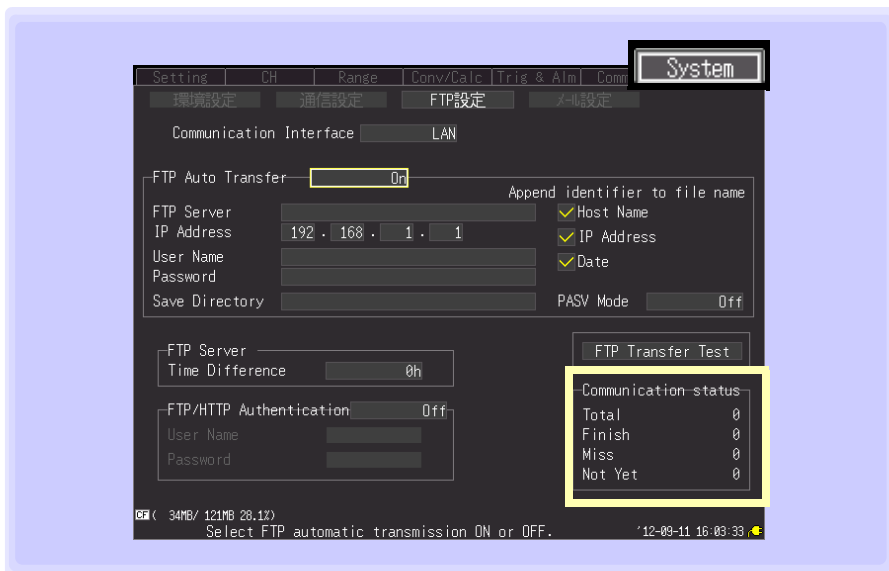 System
Setting CH Range Conv/Calc Trig & Alm Comm
環境設定 通信設定 FTP設定 メール設定
Communication Interface LAN
FTP Auto Transfer On
Append identifier to file name
FTP Server
Host Name
IP Address 192 . 168 . 1 . 1
IP Address
User Name
Date
Password
Save Directory
PASV Mode Off
FTP Server
FTP Transfer Test
Time Difference 0h
Communication status
FTP/HTTP Authentication Off
Total 0
User Name
Finish 0
Password
Miss 0
Not Yet 0
CF ( 34MB/ 121MB 28.1%)
Select FTP automatic transmission ON or OFF.
'12-09-11 16:03:33